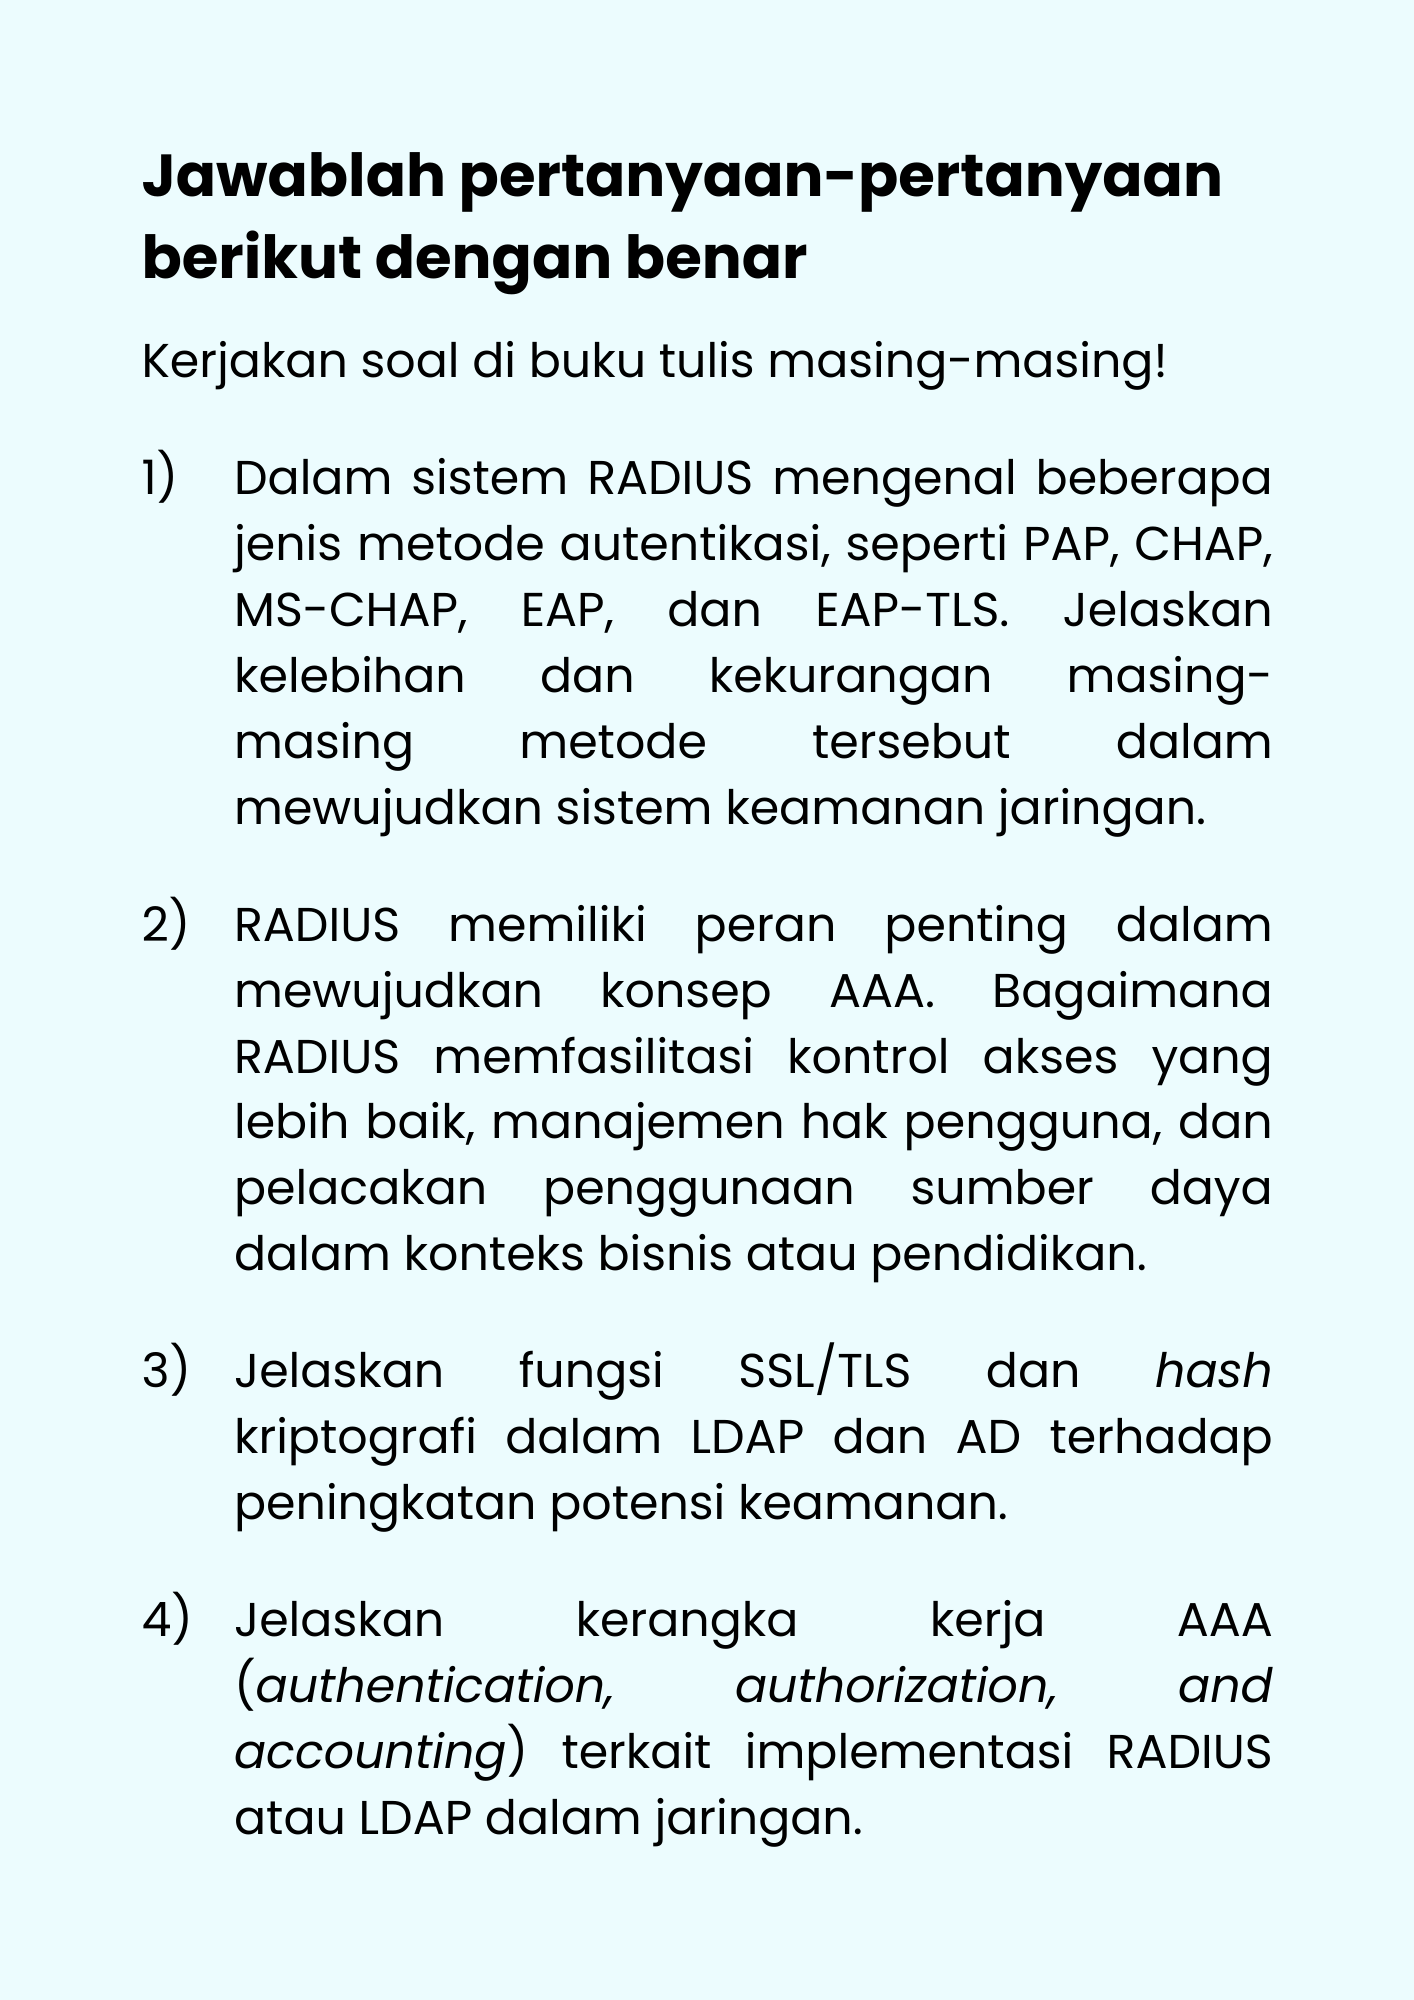 Jawablah pertanyaan-pertanyaan
berikut dengan benar
Kerjakan soal di buku tulis masing-masing!
1) Dalam sistem RADIUS mengenal beberapa
jenis metode autentikasi, seperti PAP, CHAP,
MS-CHAP, EAP, dan EAP-TLS. Jelaskan
kelebihan dan kekurangan masing-
masing metode tersebut dalam
mewujudkan sistem keamanan jaringan.
2) RADIUS memiliki peran penting dalam
mewujudkan konsep AAA. Bagaimana
RADIUS memfasilitasi kontrol akses yang
lebih baik, manajemen hak pengguna, dan
pelacakan penggunaan sumber daya
dalam konteks bisnis atau pendidikan.
3) Jelaskan fungsi SSL/TLS dan hash
kriptografi dalam LDAP dan AD terhadap
peningkatan potensi keamanan.
4) Jelaskan kerangka kerja AAA
(authentication, authorization, and
accounting) terkait implementasi RADIUS
atau LDAP dalam jaringan.